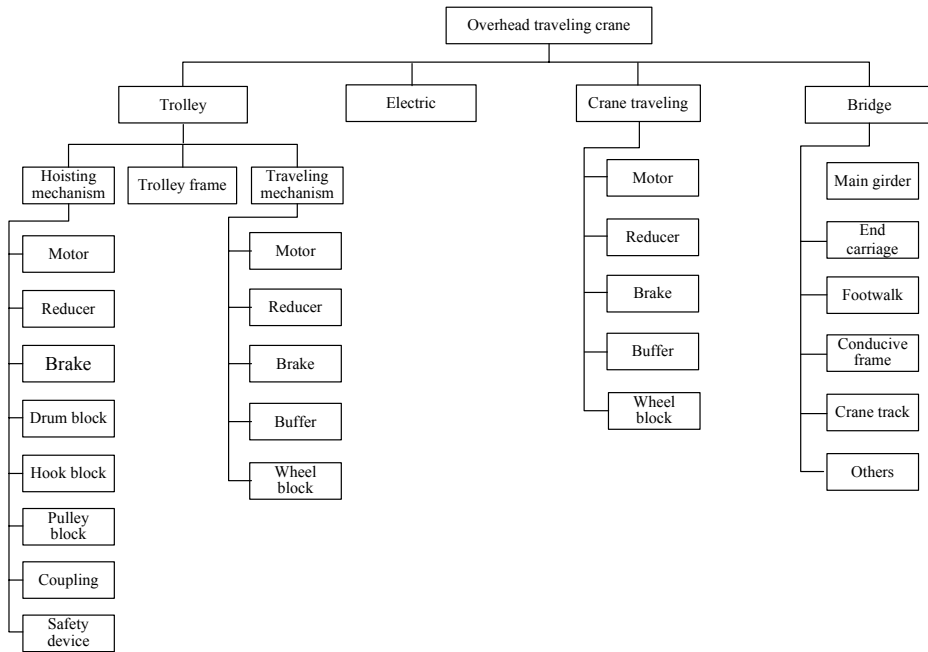 Overhead traveling crane
Trolley
Electric
Crane traveling
Bridge
Hoisting
mechanism
Trolley frame
Traveling
mechanism
Motor
Reducer
Brake
Drum block
Hook block
Pulley
block
Coupling
Safety
device
Motor
Reducer
Brake
Buffer
Wheel
block
Motor
Reducer
Brake
Buffer
Wheel
block
Main girder
End
carriage
Footwalk
Conducive
frame
Crane track
Others